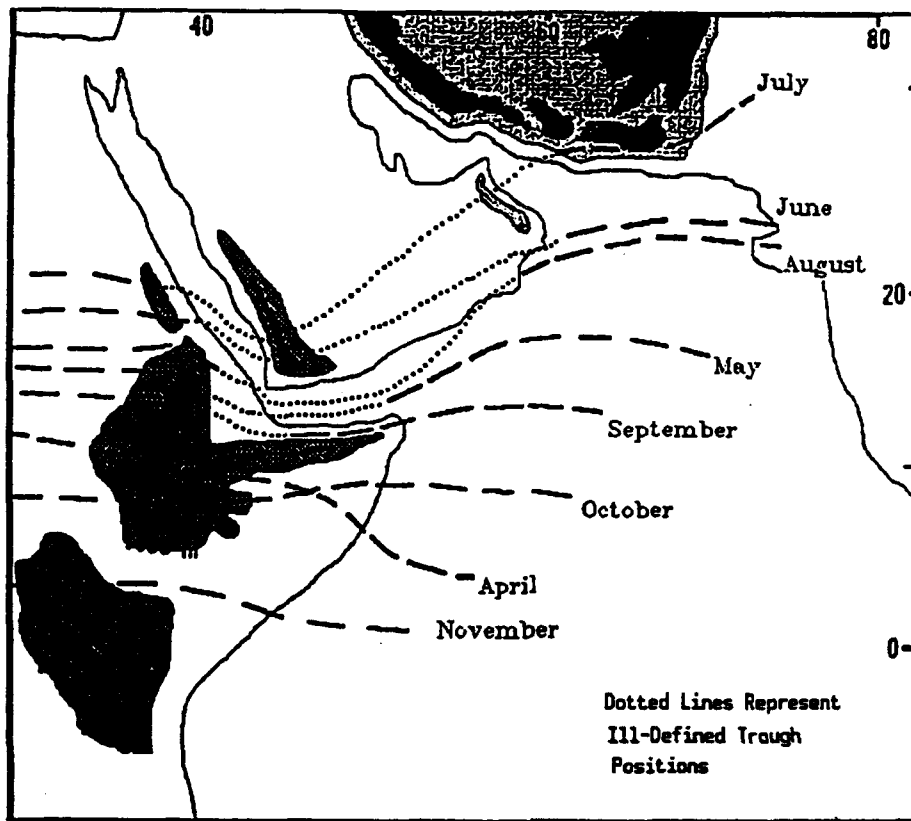 40
60
80
July
June
August
20
May
September
October
April
November
0
Dotted Lines Represent
Ill-Defined Trough
Positions